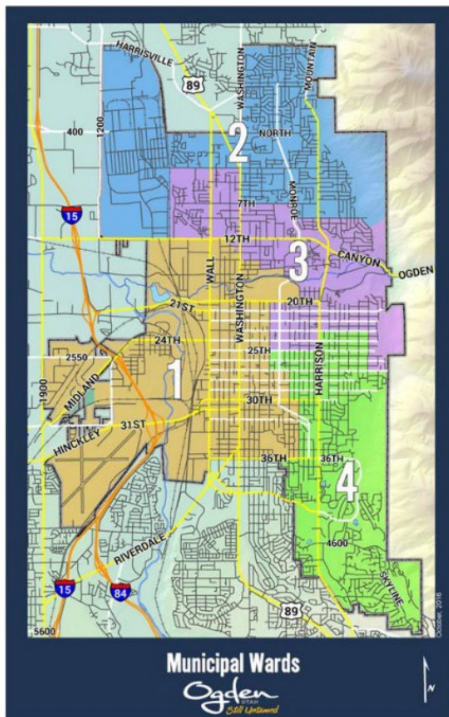 HARRISVILLE
89
WASHINGTON
MOUNTAIN
400
1200
2
NORTH
15
7TH
MONROE
12TH
CANYON
OGDEN
3
WALL
WASHINGTON
21ST
20TH
24TH
25TH
HARRISON
2550
1900
MIDLAND
1
30TH
HINCKLEY
31ST
36TH
36TH
4
4600
RIVERDALE
SKYLINE
15
84
89
5600
October, 2016
Municipal Wards
Ogden
UTAH
Still Untamed